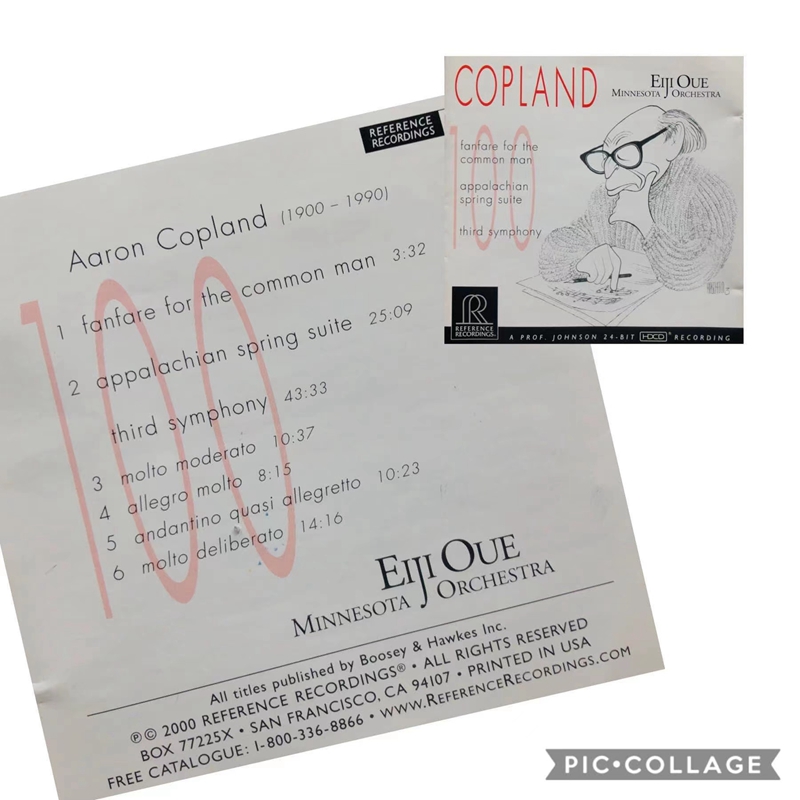 COPLAND
EIJI OUE
MINNESOTA ORCHESTRA
100
fanfare for the
common man
appalachian
spring suite
third symphony
R
REFERENCE
RECORDINGS
A PROF. JOHNSON 24-BIT HDCD® RECORDING
REFERENCE
RECORDINGS
Aaron Copland (1900 – 1990)
100
1 fanfare for the common man 3:32
2 appalachian spring suite 25:09
third symphony 43:33
3 molto moderato 10:37
4 allegro molto 8:15
5 andantino quasi allegretto 10:23
6 molto deliberato 14:16
EIJI OUE
MINNESOTA ORCHESTRA
All titles published by Boosey & Hawkes Inc.
℗© 2000 REFERENCE RECORDINGS® • ALL RIGHTS RESERVED
BOX 77225X • SAN FRANCISCO, CA 94107 • PRINTED IN USA
FREE CATALOGUE: 1-800-336-8866 • WWW.REFERENCERECORDINGS.COM
PIC•COLLAGE